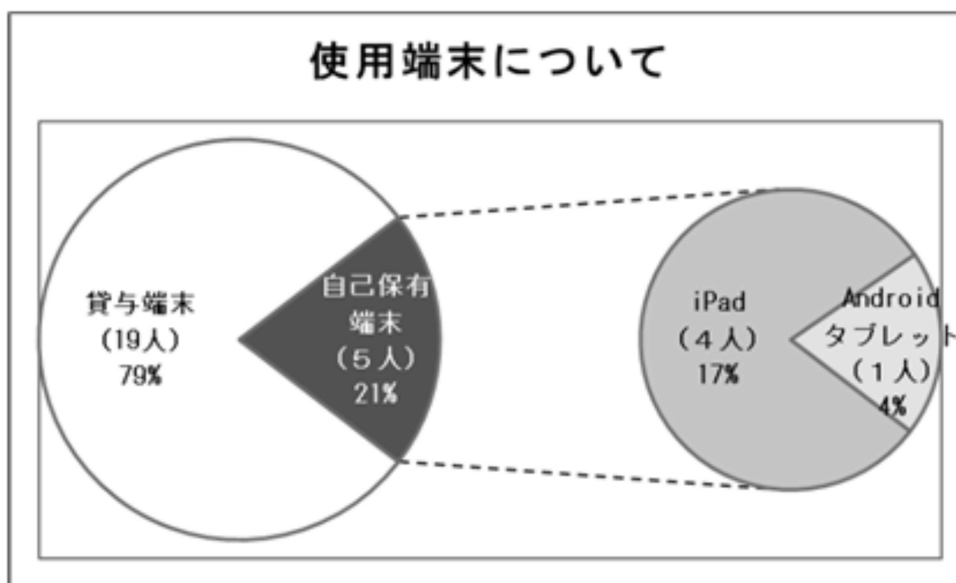 使用端末について
貸与端末
(19人)
79%
自己保有
端末
(５人)
21%
iPad
(４人)
17%
Android
タブレット
(１人)
4%